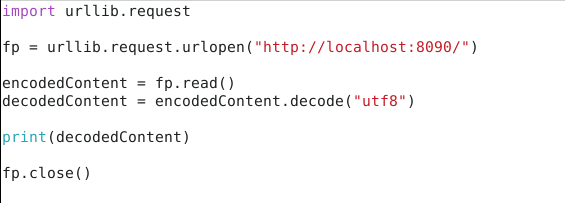 import urllib.request
fp = urllib.request.urlopen("http://localhost:8090/")
encodedContent = fp.read()
decodedContent = encodedContent.decode("utf8")
print(decodedContent)
fp.close()